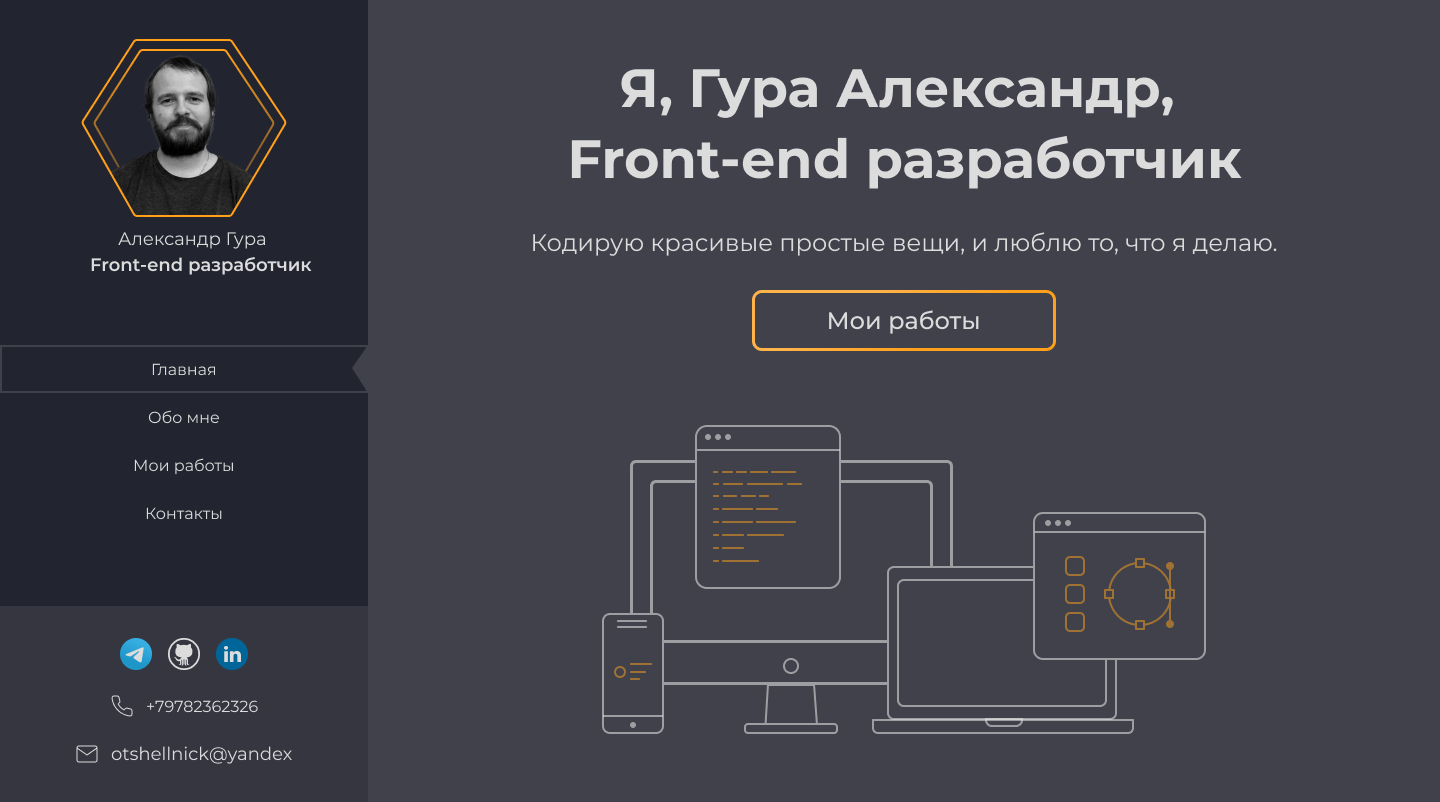 Александр Гура
Front-end разработчик
Главная
Обо мне
Мои работы
Контакты
in
+79782362326
otshellnick@yandex
Я, Гура Александр,
Front-end разработчик
Кодирую красивые простые вещи, и люблю то, что я делаю.
Мои работы